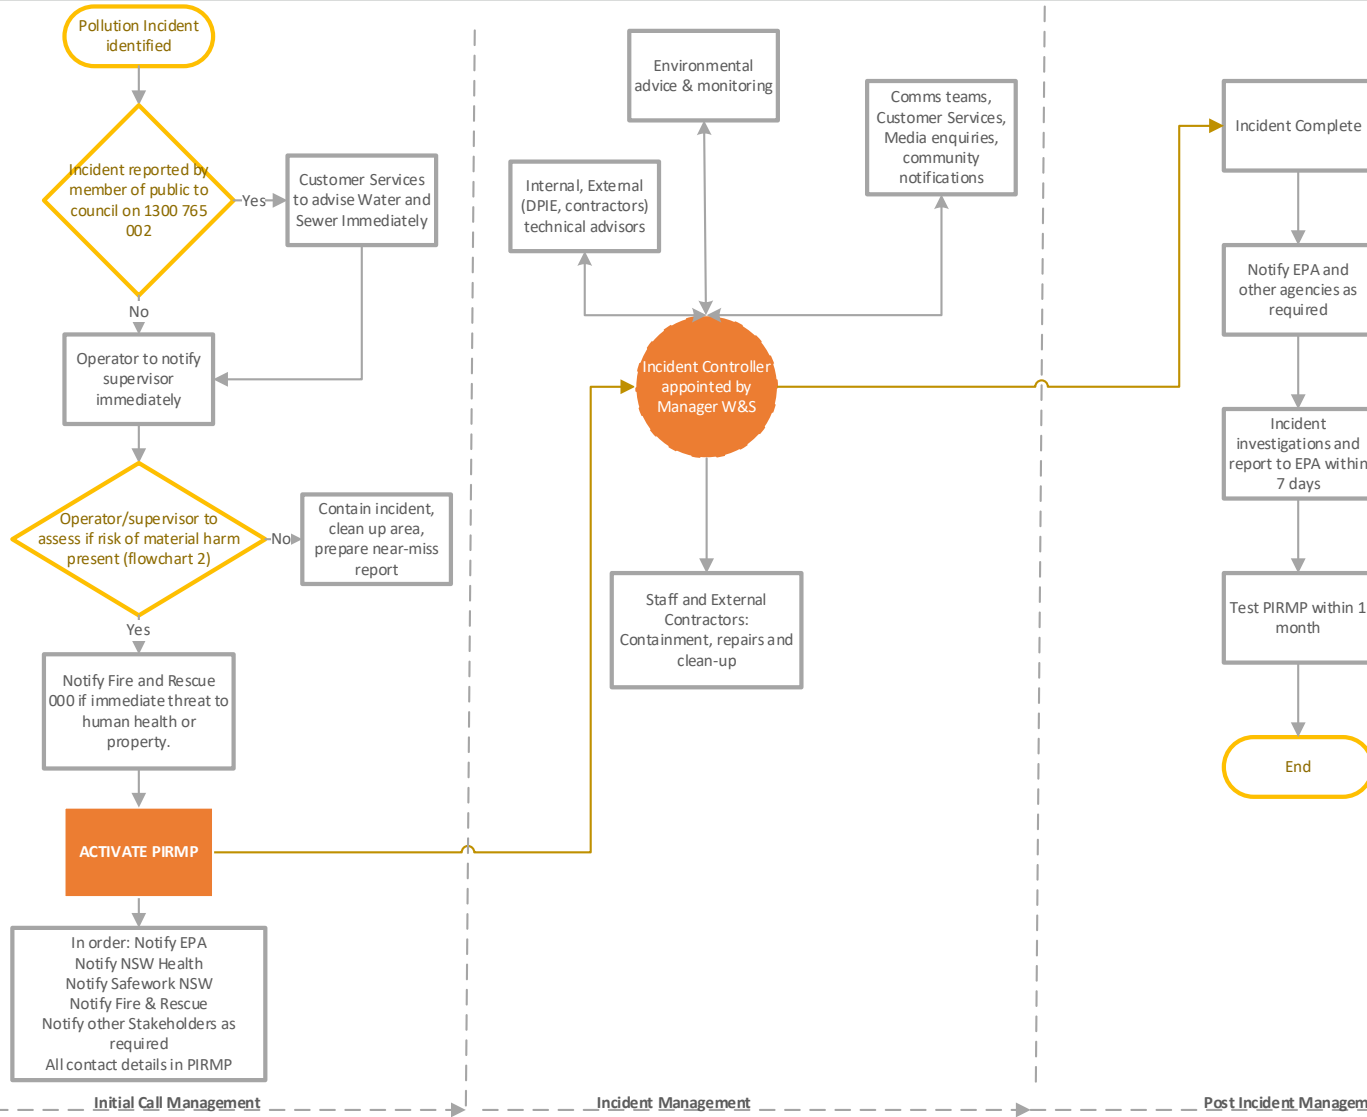 Pollution Incident
identified
Incident reported by
member of public to
council on 1300 765
002
Yes
Customer Services
to advise Water and
Sewer Immediately
No
Operator to notify
supervisor
immediately
Operator/supervisor to
assess if risk of material harm
present (flowchart 2)
No
Contain incident,
clean up area,
prepare near-miss
report
Yes
Notify Fire and Rescue
000 if immediate threat to
human health or
property.
ACTIVATE PIRMP
In order: Notify EPA
Notify NSW Health
Notify Safework NSW
Notify Fire & Rescue
Notify other Stakeholders as
required
All contact details in PIRMP
Initial Call Management
Environmental
advice & monitoring
Comms teams,
Customer Services,
Media enquiries,
community
notifications
Internal, External
(DPIE, contractors)
technical advisors
Incident Controller
appointed by
Manager W&S
Staff and External
Contractors:
Containment, repairs and
clean-up
Incident Management
Incident Complete
Notify EPA and
other agencies as
required
Incident
investigations and
report to EPA within
7 days
Test PIRMP within 1
month
End
Post Incident Managem